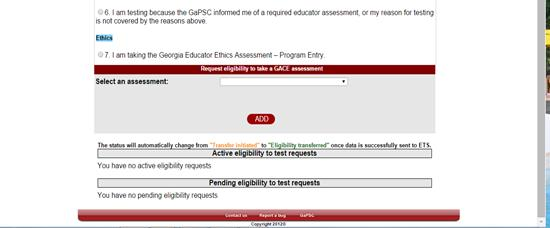 6. I am testing because the GaPSC informed me of a required educator assessment, or my reason for testing
is not covered by the reasons above.
Ethics
7. I am taking the Georgia Educator Ethics Assessment – Program Entry.
Request eligibility to take a GACE assessment
Select an assessment:
ADD
The status will automatically change from "Transfer initiated" to "Eligibility transferred" once data is successfully sent to ETS.
Active eligibility to test requests
You have no active eligibility requests
Pending eligibility to test requests
You have no pending eligibility requests
Contact us Report a bug GaPSC
Copyright 2012©